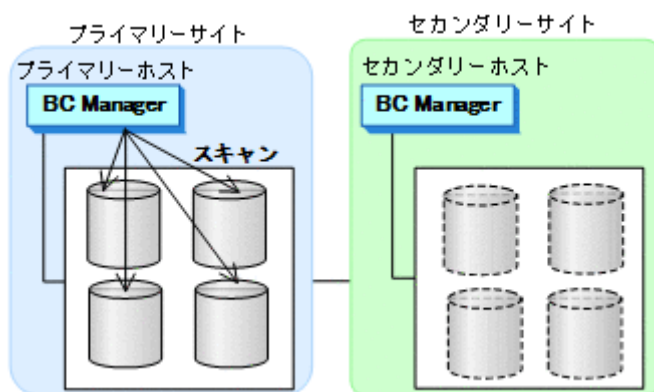 プライマリーサイト
プライマリーホスト
BC Manager
スキャン
セカンダリーサイト
セカンダリーホスト
BC Manager